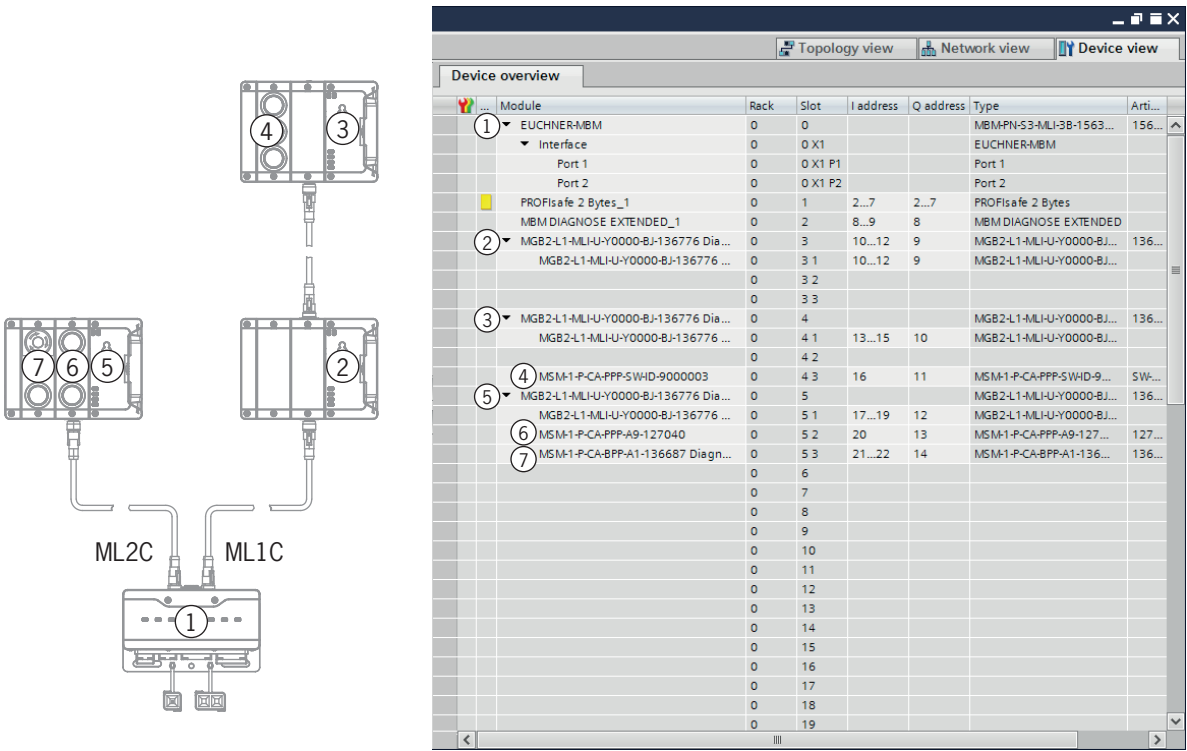 4
3
7
6
5
2
ML2C
ML1C
1
Topology view
Network view
Device view
Device overview
... Module Rack Slot I address Q address Type Arti...
1 EUCHNER-MBM 0 0 MBM-PN-S3-MLI-3B-1563... 156...
Interface 0 0 X1 EUCHNER-MBM
Port 1 0 0 X1 P1 Port 1
Port 2 0 0 X1 P2 Port 2
PROFIsafe 2 Bytes_1 0 1 2...7 2...7 PROFIsafe 2 Bytes
MBM DIAGNOSE EXTENDED_1 0 2 8...9 8 MBM DIAGNOSE EXTENDED
2 MGB2-L1-MLI-U-Y0000-BJ-136776 Dia... 0 3 10...12 9 MGB2-L1-MLI-U-Y0000-BJ... 136...
MGB2-L1-MLI-U-Y0000-BJ-136776 ... 0 3 1 10...12 9 MGB2-L1-MLI-U-Y0000-BJ...
0 3 2
0 3 3
3 MGB2-L1-MLI-U-Y0000-BJ-136776 Dia... 0 4 MGB2-L1-MLI-U-Y0000-BJ... 136...
MGB2-L1-MLI-U-Y0000-BJ-136776 ... 0 4 1 13...15 10 MGB2-L1-MLI-U-Y0000-BJ...
0 4 2
4 MSM-1-P-CA-PPP-SW-ID-9000003 0 4 3 16 11 MSM-1-P-CA-PPP-SW-ID-9... SW-...
5 MGB2-L1-MLI-U-Y0000-BJ-136776 Dia... 0 5 MGB2-L1-MLI-U-Y0000-BJ... 136...
MGB2-L1-MLI-U-Y0000-BJ-136776 ... 0 5 1 17...19 12 MGB2-L1-MLI-U-Y0000-BJ...
6 MSM-1-P-CA-PPP-A9-127040 0 5 2 20 13 MSM-1-P-CA-PPP-A9-127... 127...
7 MSM-1-P-CA-BPP-A1-136687 Diagn... 0 5 3 21...22 14 MSM-1-P-CA-BPP-A1-136... 136...
0 6
0 7
0 8
0 9
0 10
0 11
0 12
0 13
0 14
0 15
0 16
0 17
0 18
0 19